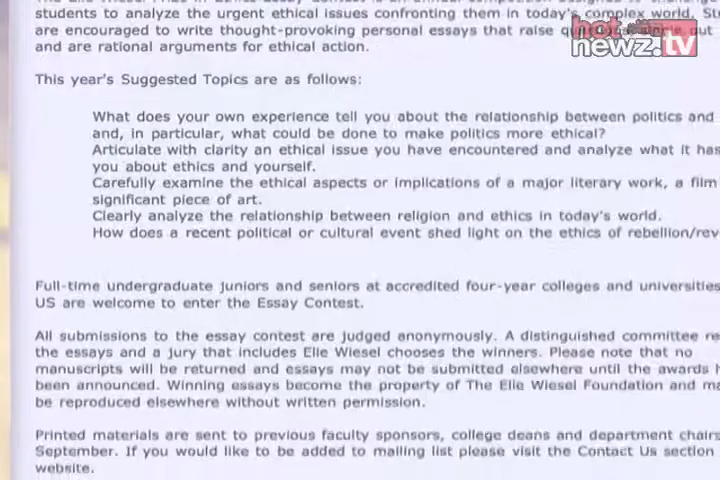 students to analyze the urgent ethical issues confronting them in today's complex world.
are encouraged to write thought-provoking personal essays that raise
and are rational arguments for ethical action.
hot
newz.tv
This year's Suggested Topics are as follows:
What does your own experience tell you about the relationship between politics and
and, in particular, what could be done to make politics more ethical?
Articulate with clarity an ethical issue you have encountered and analyze what it has
you about ethics and yourself.
Carefully examine the ethical aspects or implications of a major literary work, a film
significant piece of art.
Clearly analyze the relationship between religion and ethics in today's world.
How does a recent political or cultural event shed light on the ethics of rebellion/rev
Full-time undergraduate juniors and seniors at accredited four-year colleges and universities
US are welcome to enter the Essay Contest.
All submissions to the essay contest are judged anonymously. A distinguished committee re
the essays and a jury that includes Elie Wiesel chooses the winners. Please note that no
manuscripts will be returned and essays may not be submitted elsewhere until the awards h
been announced. Winning essays become the property of The Elie Wiesel Foundation and ma
be reproduced elsewhere without written permission.
Printed materials are sent to previous faculty sponsors, college deans and department chairs
September. If you would like to be added to mailing list please visit the Contact Us section
website.